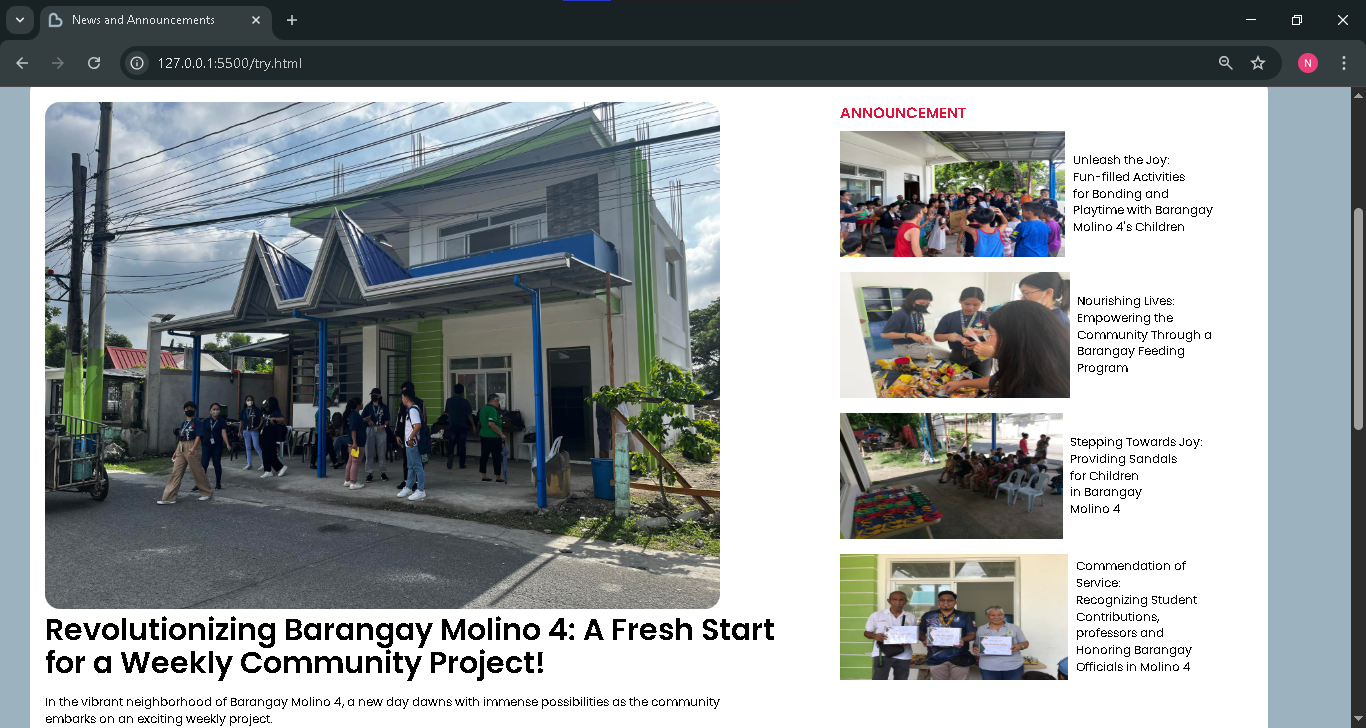 News and Announcements
127.0.0.1:5500/try.html
N
ANNOUNCEMENT
Unleash the Joy:
Fun-filled Activities
for Bonding and
Playtime with Barangay
Molino 4's Children
Nourishing Lives:
Empowering the
Community Through a
Barangay Feeding
Program
Stepping Towards Joy:
Providing Sandals
for Children
in Barangay
Molino 4
Commendation of
Service:
Recognizing Student
Contributions,
professors and
Honoring Barangay
Officials in Molino 4
Revolutionizing Barangay Molino 4: A Fresh Start
for a Weekly Community Project!
In the vibrant neighborhood of Barangay Molino 4, a new day dawns with immense possibilities as the community
embarks on an exciting weekly project.